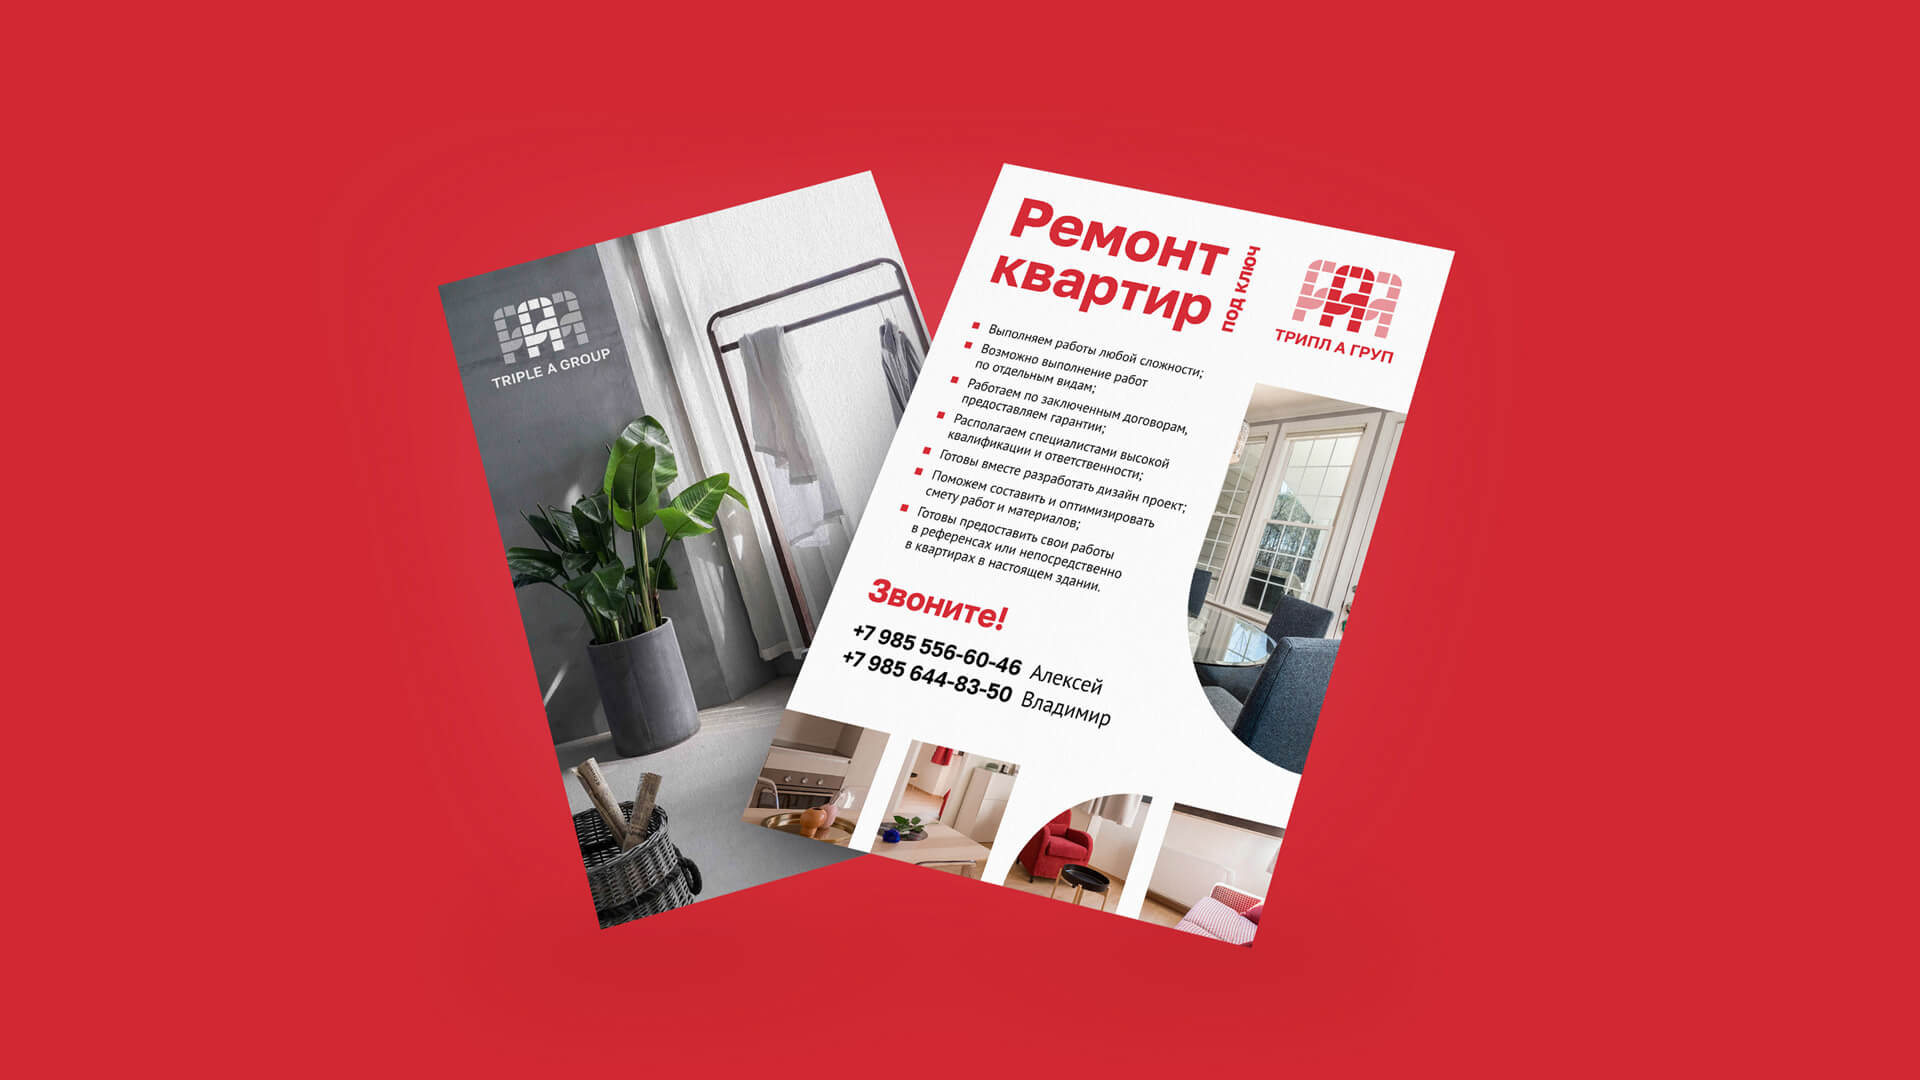 TRIPLE A GROUP
Ремонт
квартир
под ключ
ТРИПЛ А ГРУП
Выполняем работы любой сложности;
Возможно выполнение работ
по отдельным видам;
Работаем по заключенным договорам,
предоставляем гарантии;
Располагаем специалистами высокой
квалификации и ответственности;
Готовы вместе разработать дизайн проект;
Поможем составить и оптимизировать
смету работ и материалов;
Готовы предоставить свои работы
в референсах или непосредственно
в квартирах в настоящем здании.
Звоните!
+7 985 556-60-46 Алексей
+7 985 644-83-50 Владимир